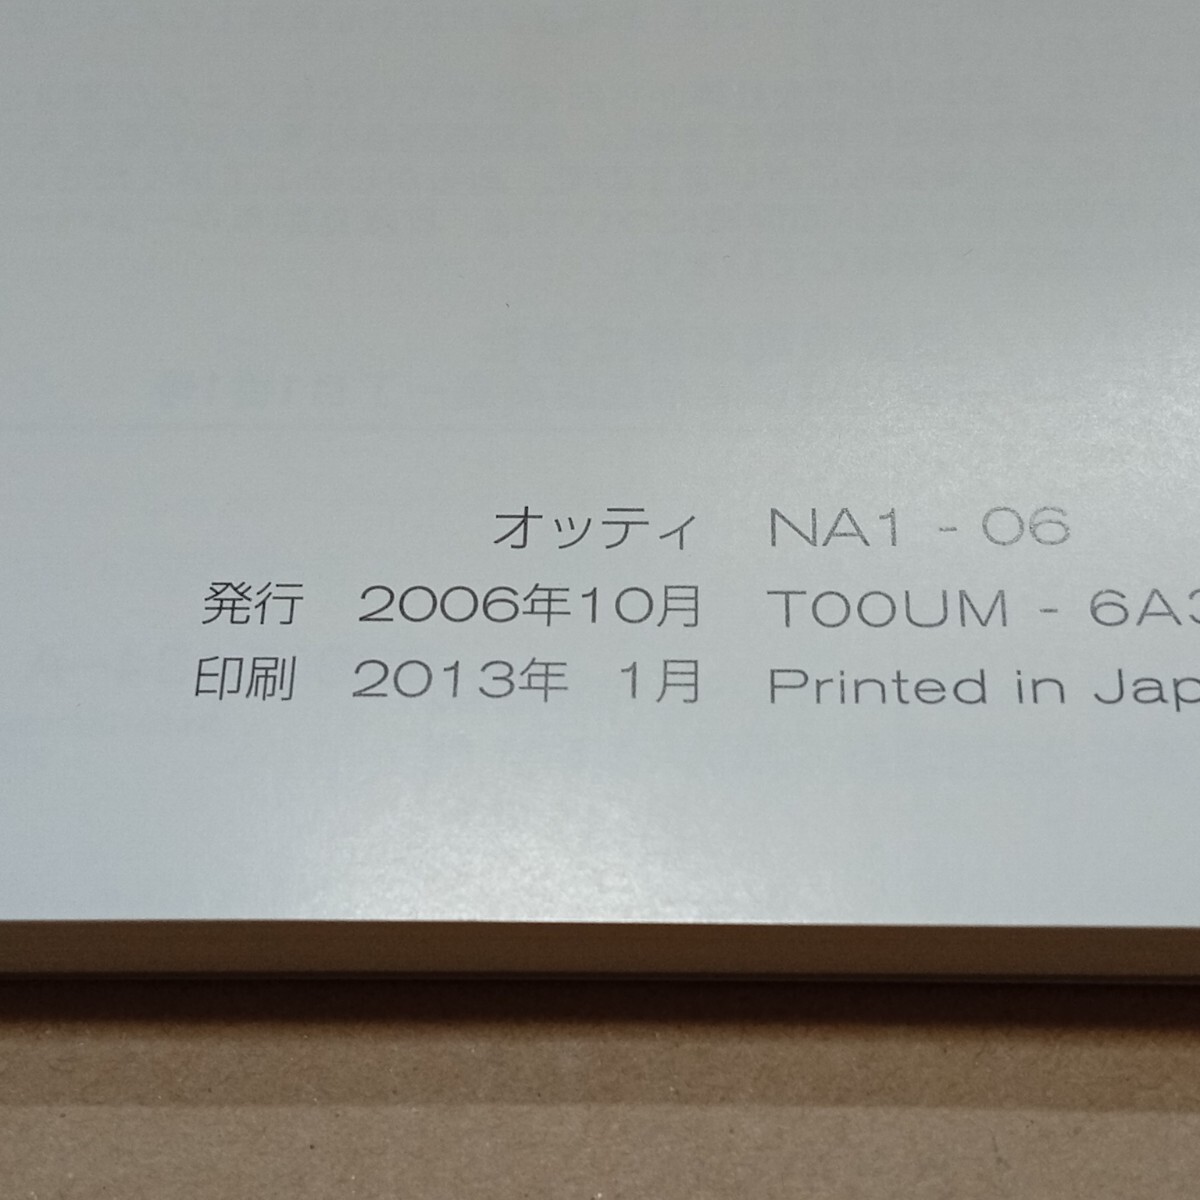 オッティ NA1 - 06
発行 2006年10月 T00UM - 6A3
印刷 2013年 1月 Printed in Jap